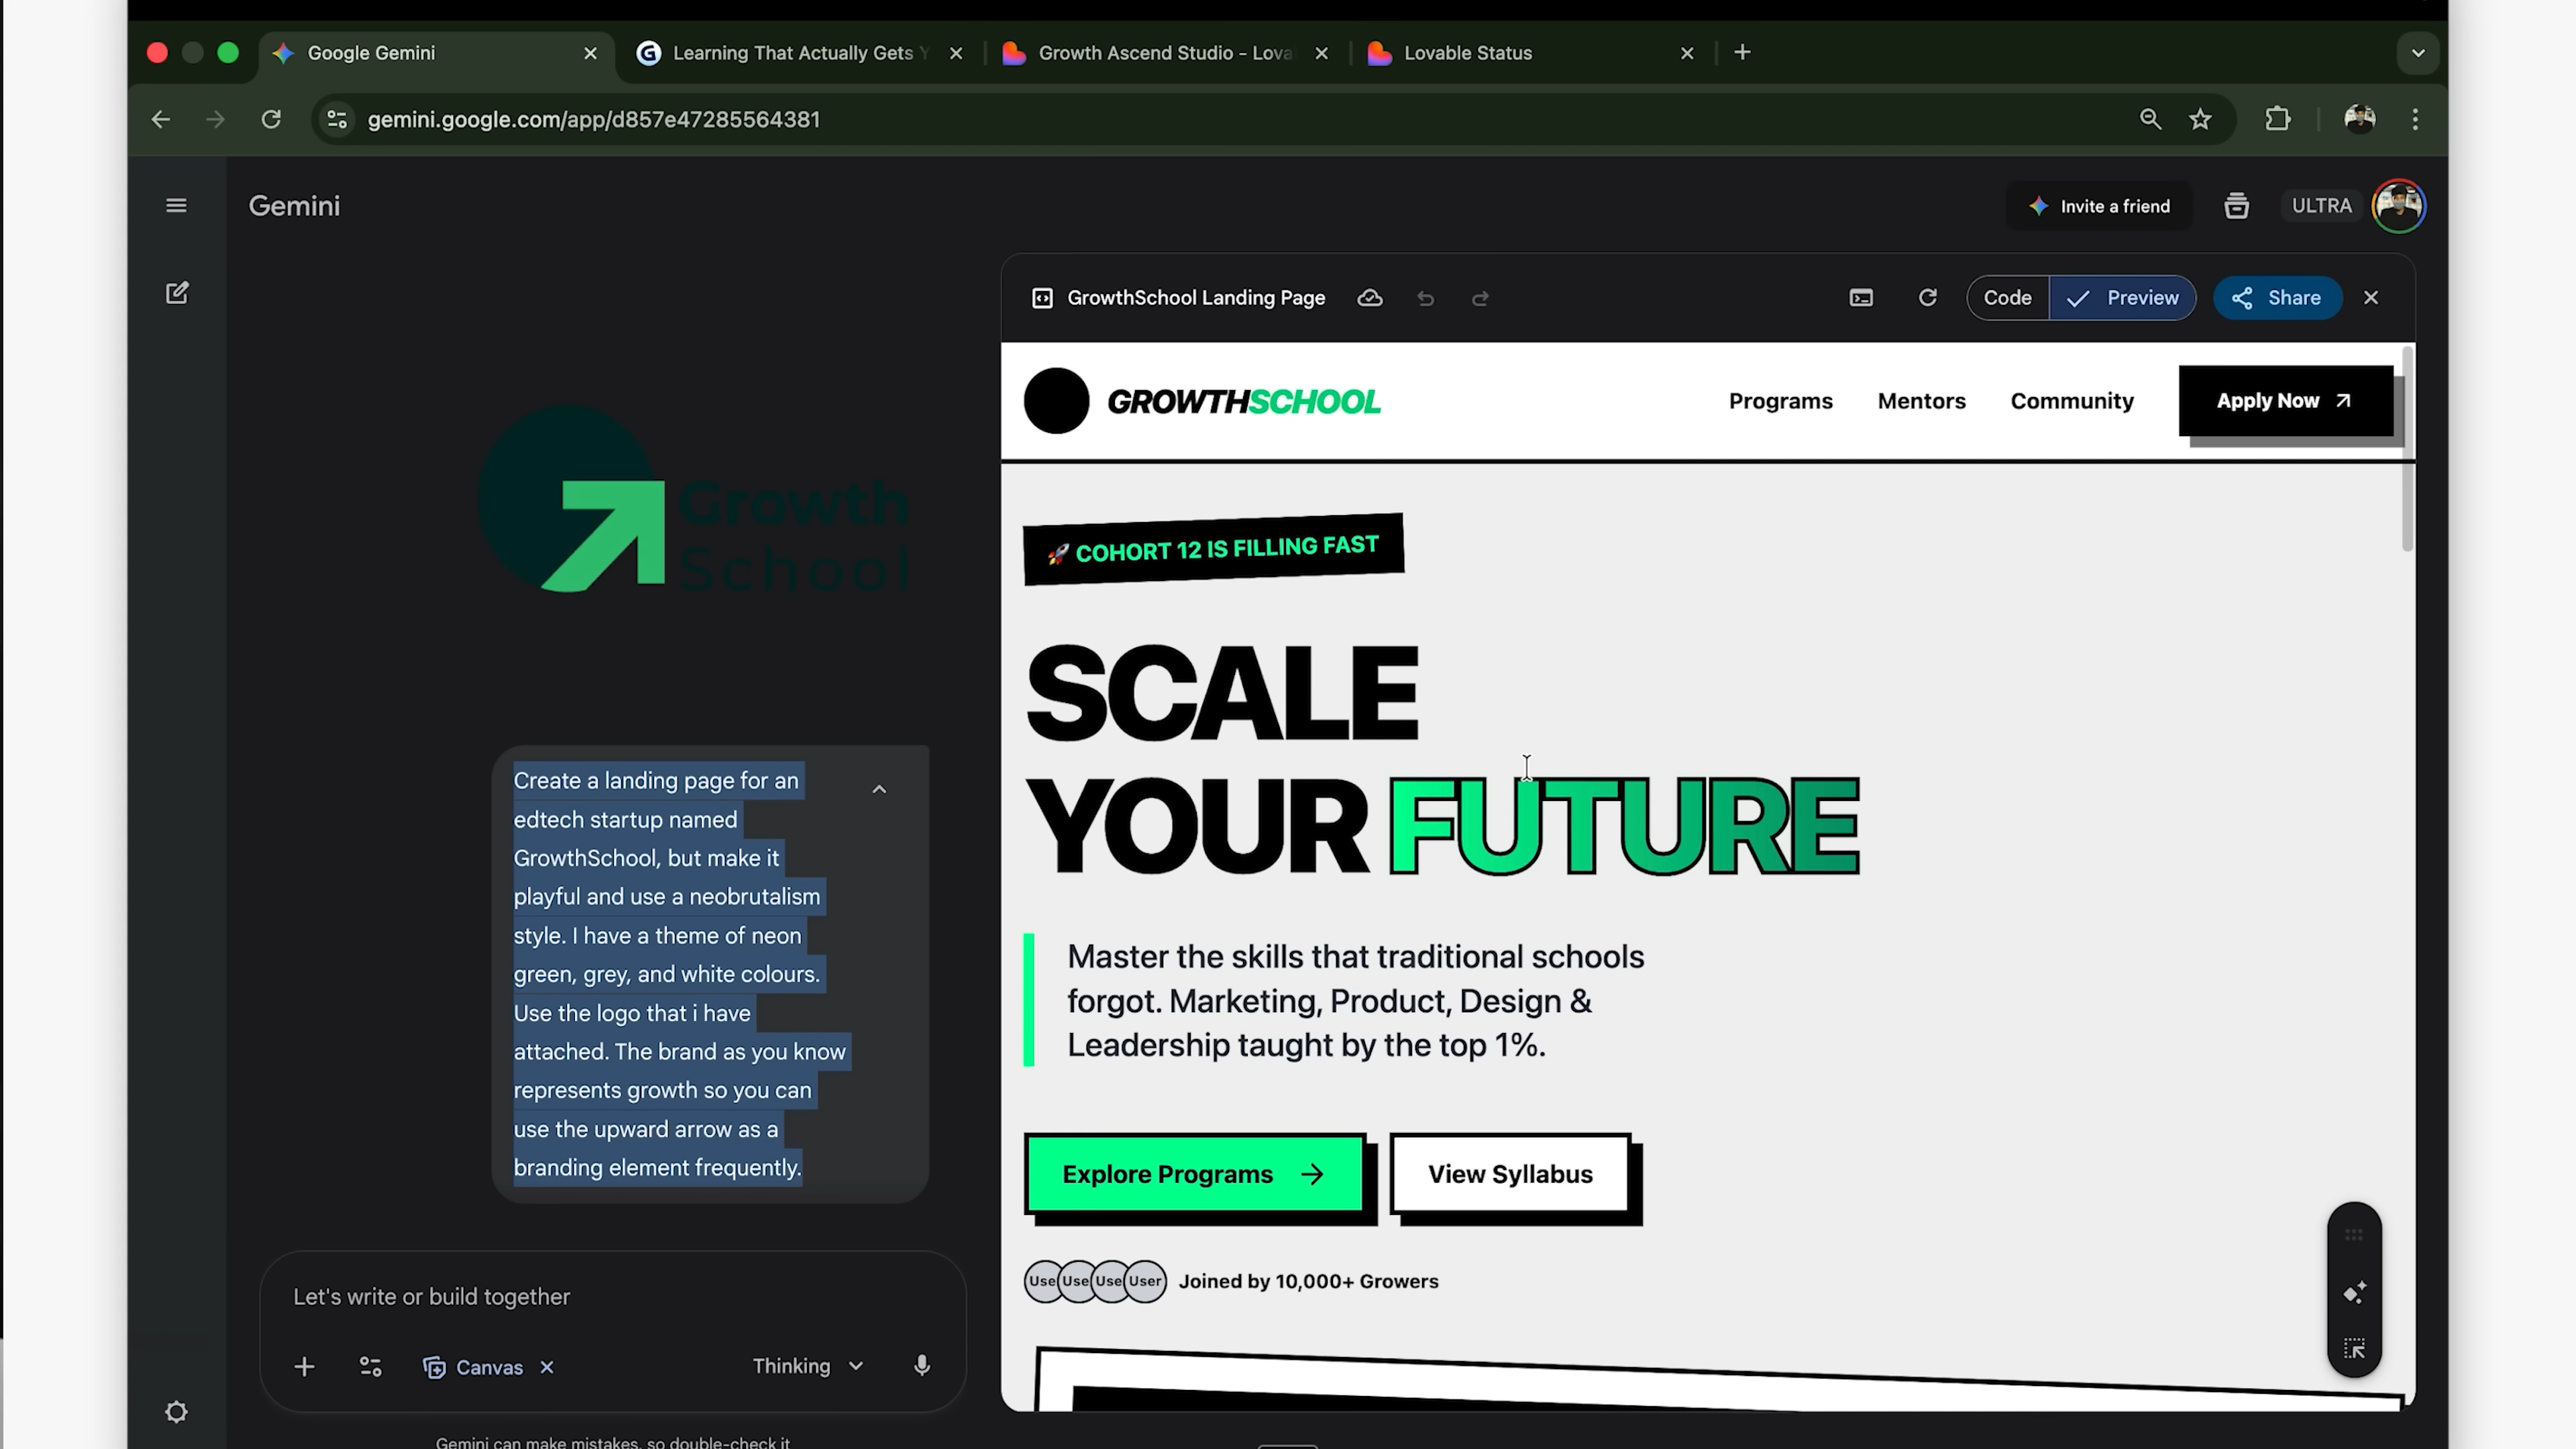 Google Gemini
Learning That Actually Gets Y
Growth Ascend Studio - Lova
Lovable Status
gemini.google.com/app/d857e47285564381
Gemini
Invite a friend
ULTRA
GrowthSchool Landing Page
Code
Preview
Share
Growth
School
Create a landing page for an
edtech startup named
GrowthSchool, but make it
playful and use a neobrutalism
style. I have a theme of neon
green, grey, and white colours.
Use the logo that i have
attached. The brand as you know
represents growth so you can
use the upward arrow as a
branding element frequently.
Let's write or build together
Canvas
Thinking
Gemini can make mistakes, so double-check it
GROWTHSCHOOL
Programs
Mentors
Community
Apply Now
🚀 COHORT 12 IS FILLING FAST
SCALE
YOUR FUTURE
Master the skills that traditional schools
forgot. Marketing, Product, Design &
Leadership taught by the top 1%.
Explore Programs →
View Syllabus
Use Use Use User Joined by 10,000+ Growers